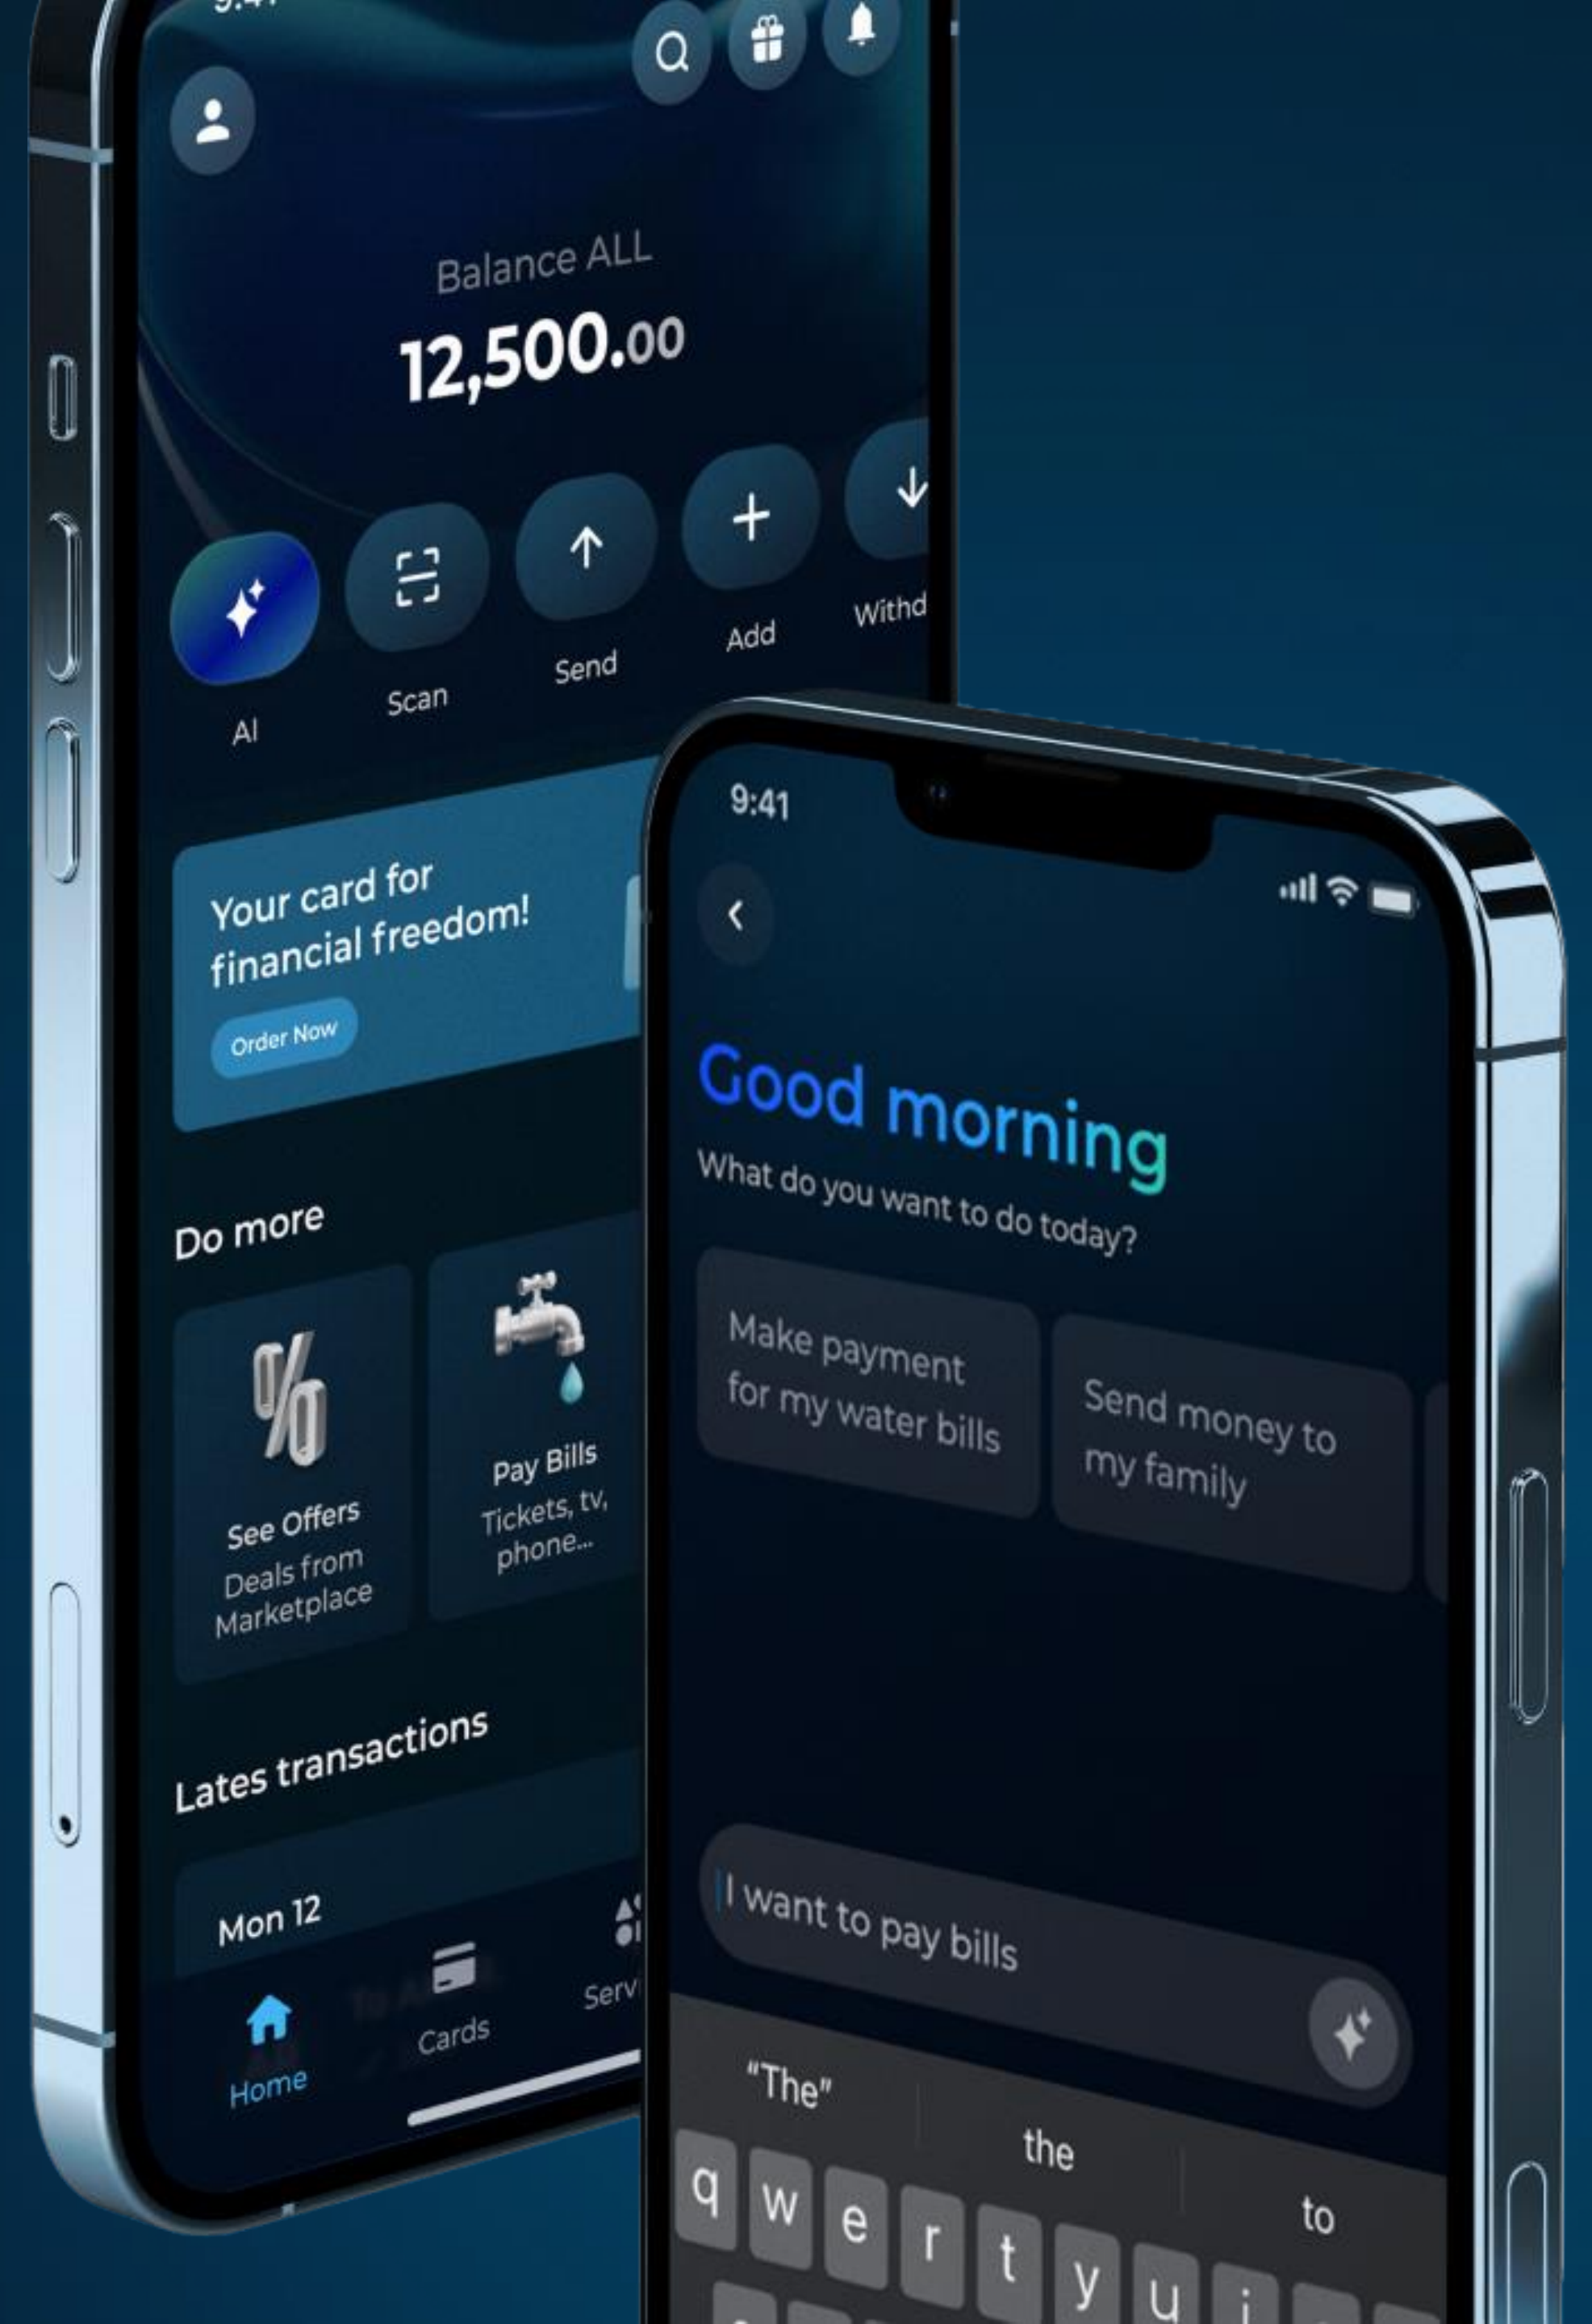 9:41
Balance ALL
12,500.00
AI
Scan
Send
Add
Withd
Your card for
financial freedom!
Order Now
Do more
See Offers
Deals from
Marketplace
Pay Bills
Tickets, tv,
phone...
Lates transactions
Mon 12
Home
Cards
Serv
9:41
Good morning
What do you want to do today?
Make payment
for my water bills
Send money to
my family
I want to pay bills
“The”
the
to
q w e r t y u i